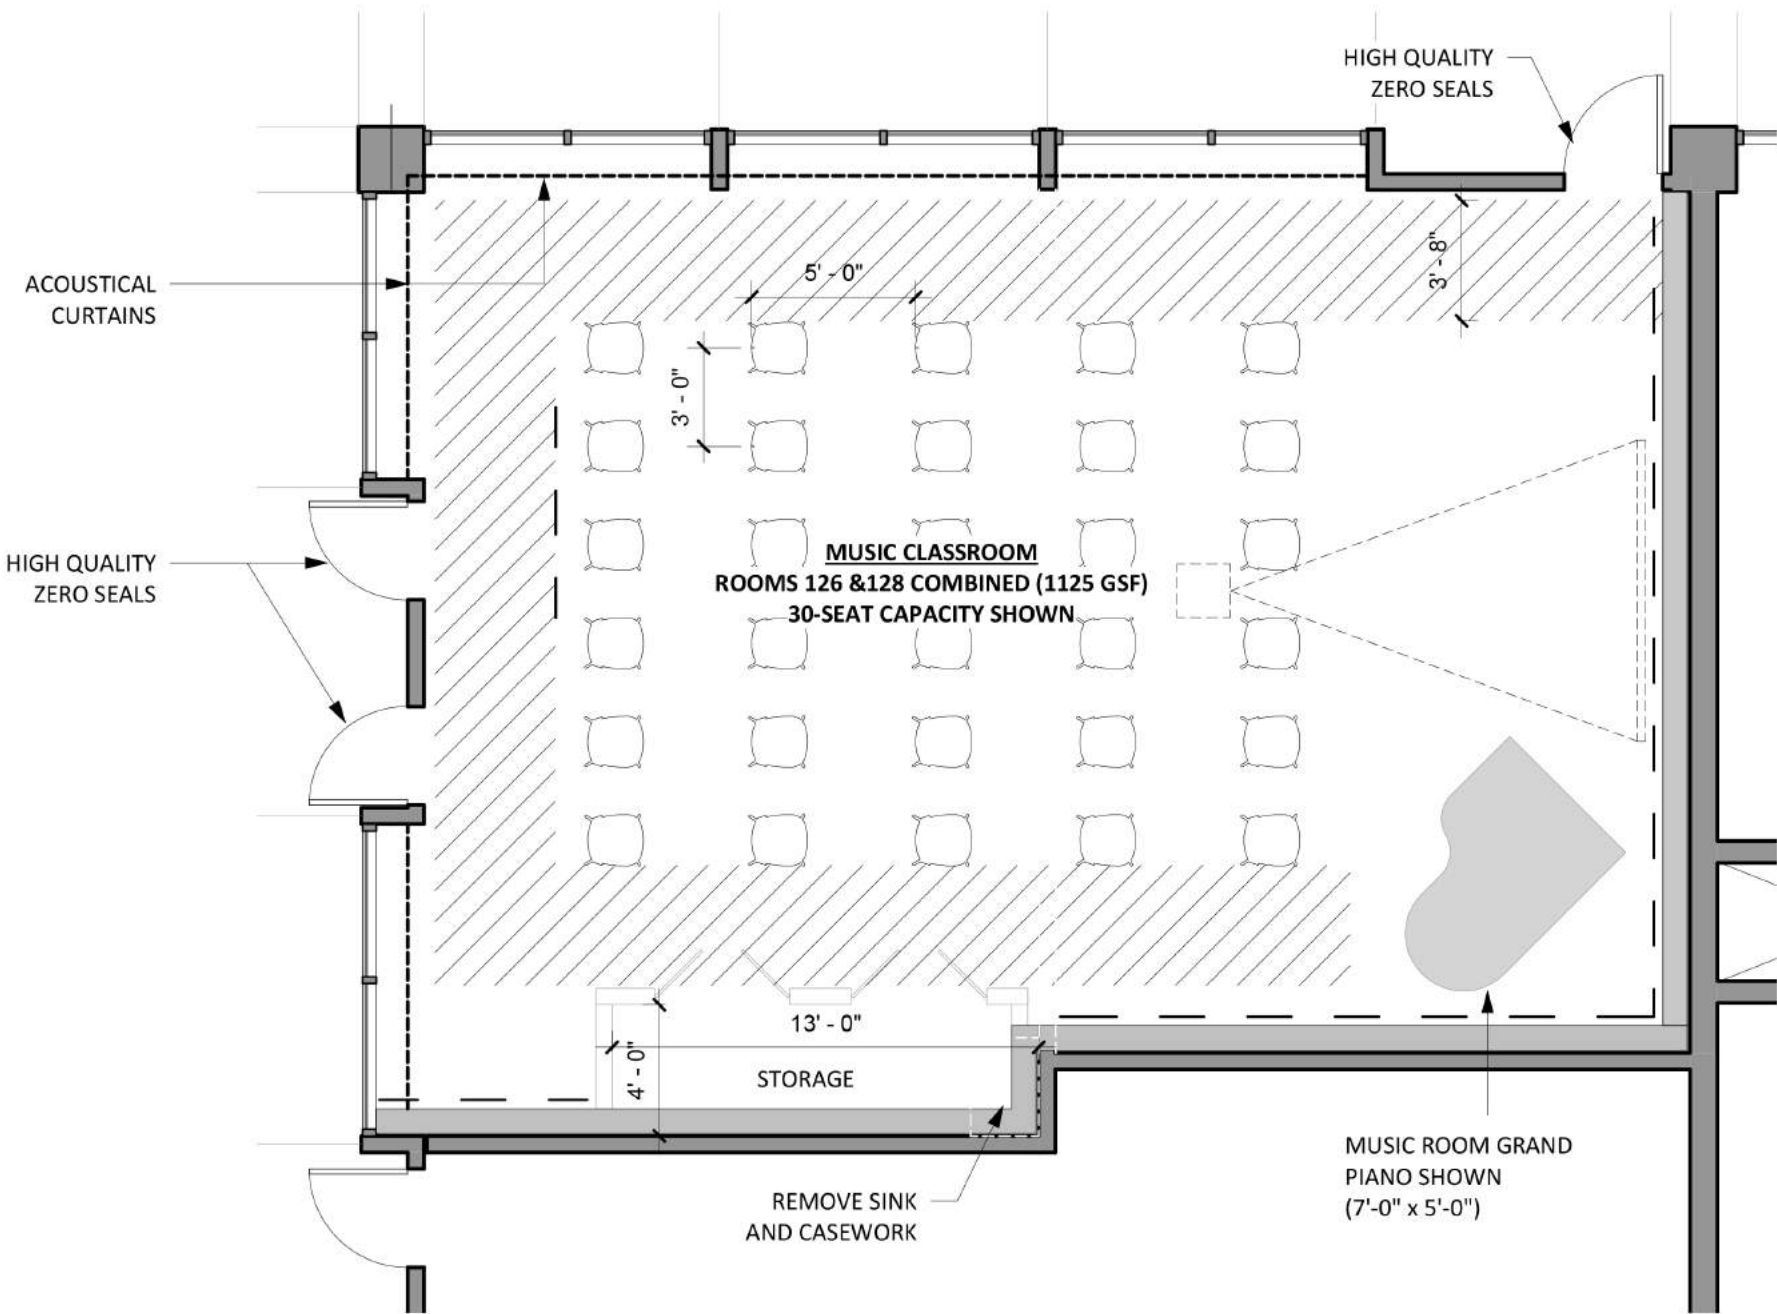 HIGH QUALITY
ZERO SEALS
ACOUSTICAL
CURTAINS
5' - 0"
3' - 8"
3' - 0"
HIGH QUALITY
ZERO SEALS
MUSIC CLASSROOM
ROOMS 126 &128 COMBINED (1125 GSF)
30-SEAT CAPACITY SHOWN
13' - 0"
4' - 0"
STORAGE
REMOVE SINK
AND CASEWORK
MUSIC ROOM GRAND
PIANO SHOWN
(7'-0" x 5'-0")